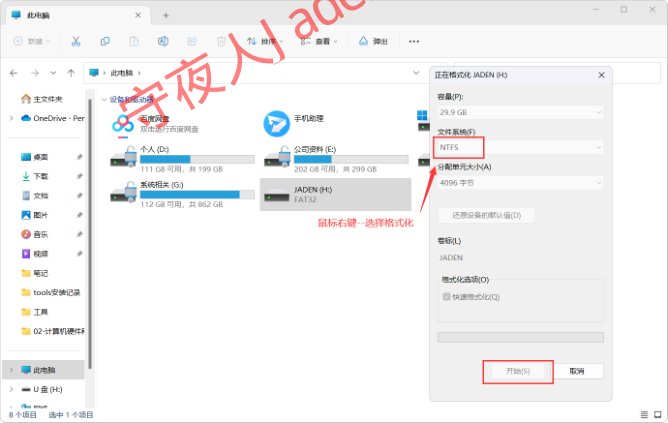 此电脑
新建
排序
查看
弹出
此电脑
主文件夹
OneDrive - Per
桌面
下载
文档
图片
音乐
视频
笔记
tools安装记录
工具
02-计算机硬件和
此电脑
U 盘 (H:)
网络
8 个项目 选中 1 个项目
设备和驱动器
百度网盘
双击运行百度网盘
手机助理
个人 (D:)
111 GB 可用，共 199 GB
公司资料 (E:)
202 GB 可用，共 299 GB
系统相关 (G:)
112 GB 可用，共 862 GB
JADEN (H:)
FAT32
鼠标右键--选择格式化
正在格式化 JADEN (H:)
容量(P):
29.9 GB
文件系统(F)
NTFS
分配单元大小(A)
4096 字节
还原设备的默认值(D)
卷标(L)
JADEN
格式化选项(O)
快速格式化(Q)
开始(S)
取消
守夜人J